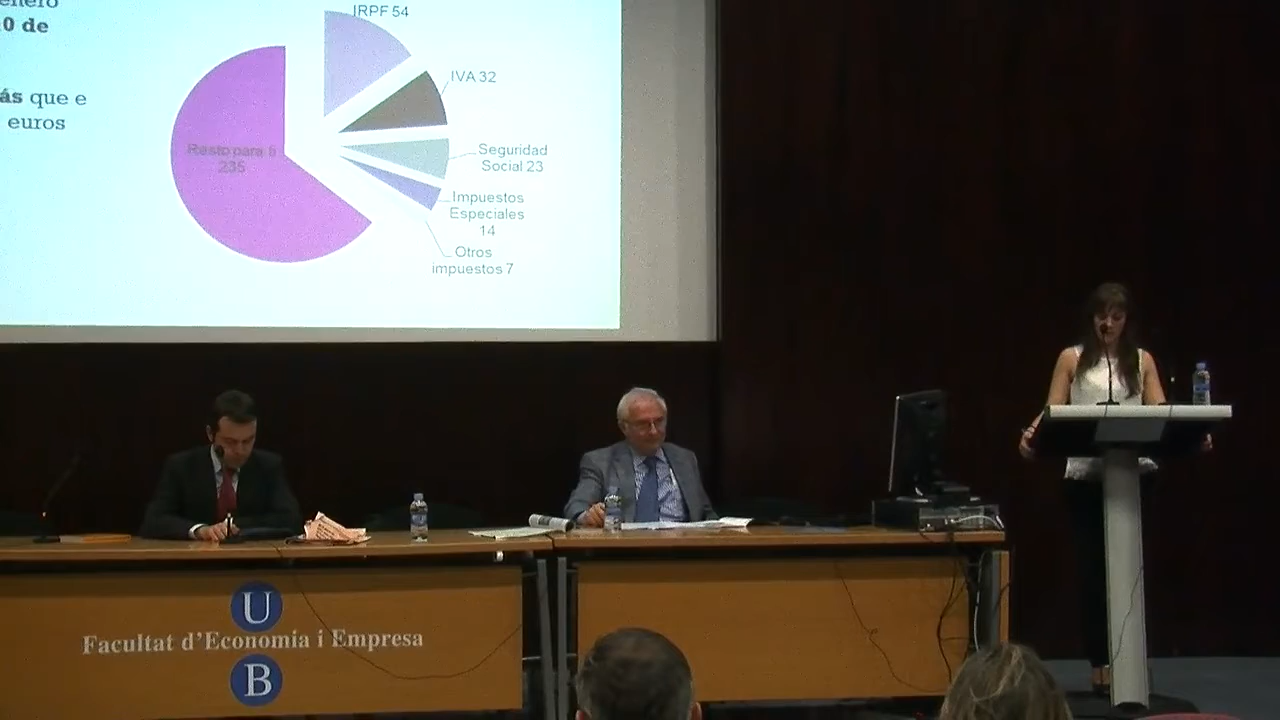 enero
0 de
ás que e
euros
IRPF 54
IVA 32
Seguridad
Social 23
Impuestos
Especiales
14
Otros
impuestos 7
Resto para ti
235
U
Facultat d'Economia i Empresa
B